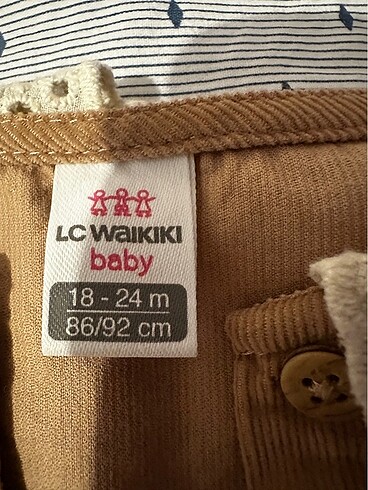 LC WAIKIKI
baby
18 - 24 m
86/92 cm